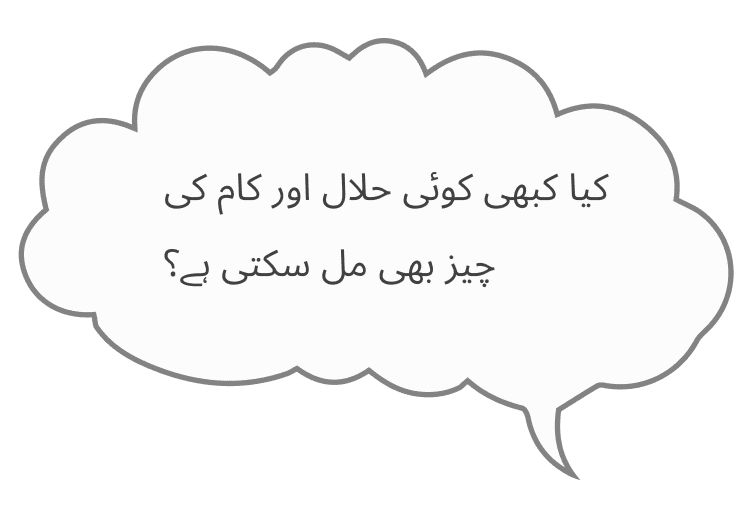 کیا کبھی کوئی حلال اور کام کی
چیز بھی مل سکتی ہے؟